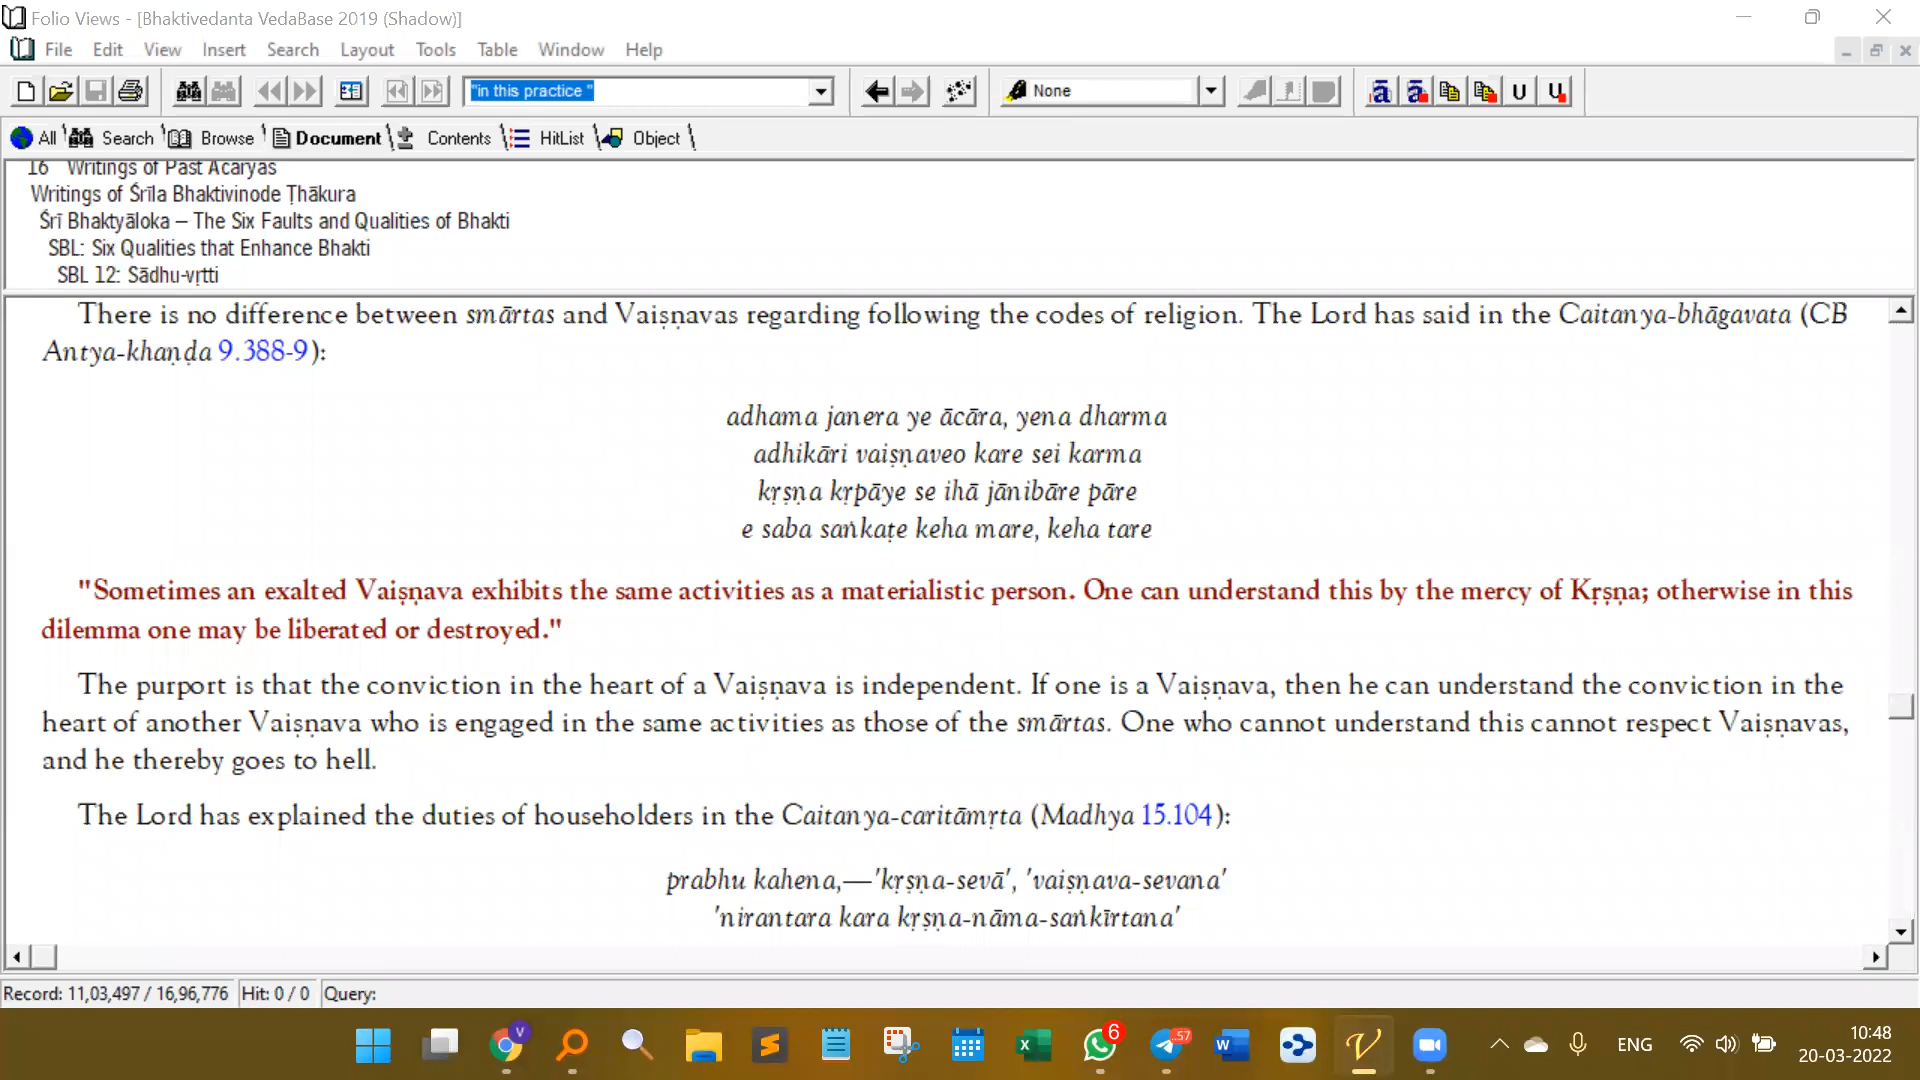 Folio Views - [Bhaktivedanta VedaBase 2019 (Shadow)]
File Edit View Insert Search Layout Tools Table Window Help
"in this practice "
None
All Search Browse Document Contents HitList Object
16 Writings of Past Acaryas
Writings of Śrīla Bhaktivinode Ṭhākura
Śrī Bhaktyāloka – The Six Faults and Qualities of Bhakti
SBL: Six Qualities that Enhance Bhakti
SBL 12: Sādhu-vṛtti
There is no difference between smārtas and Vaiṣṇavas regarding following the codes of religion. The Lord has said in the Caitanya-bhāgavata (CB
Antya-khaṇḍa 9.388-9):
adhama janera ye ācāra, yena dharma
adhikāri vaiṣṇaveo kare sei karma
kṛṣṇa kṛpāye se ihā jānibāre pāre
e saba saṅkaṭe keha mare, keha tare
"Sometimes an exalted Vaiṣṇava exhibits the same activities as a materialistic person. One can understand this by the mercy of Kṛṣṇa; otherwise in this
dilemma one may be liberated or destroyed."
The purport is that the conviction in the heart of a Vaiṣṇava is independent. If one is a Vaiṣṇava, then he can understand the conviction in the
heart of another Vaiṣṇava who is engaged in the same activities as those of the smārtas. One who cannot understand this cannot respect Vaiṣṇavas,
and he thereby goes to hell.
The Lord has explained the duties of householders in the Caitanya-caritāmṛta (Madhya 15.104):
prabhu kahena,—'kṛṣṇa-sevā', 'vaiṣṇava-sevana'
'nirantara kara kṛṣṇa-nāma-saṅkīrtana'
Record: 11,03,497 / 16,96,776 Hit: 0 / 0 Query:
V 6 57 ENG 10:48
20-03-2022